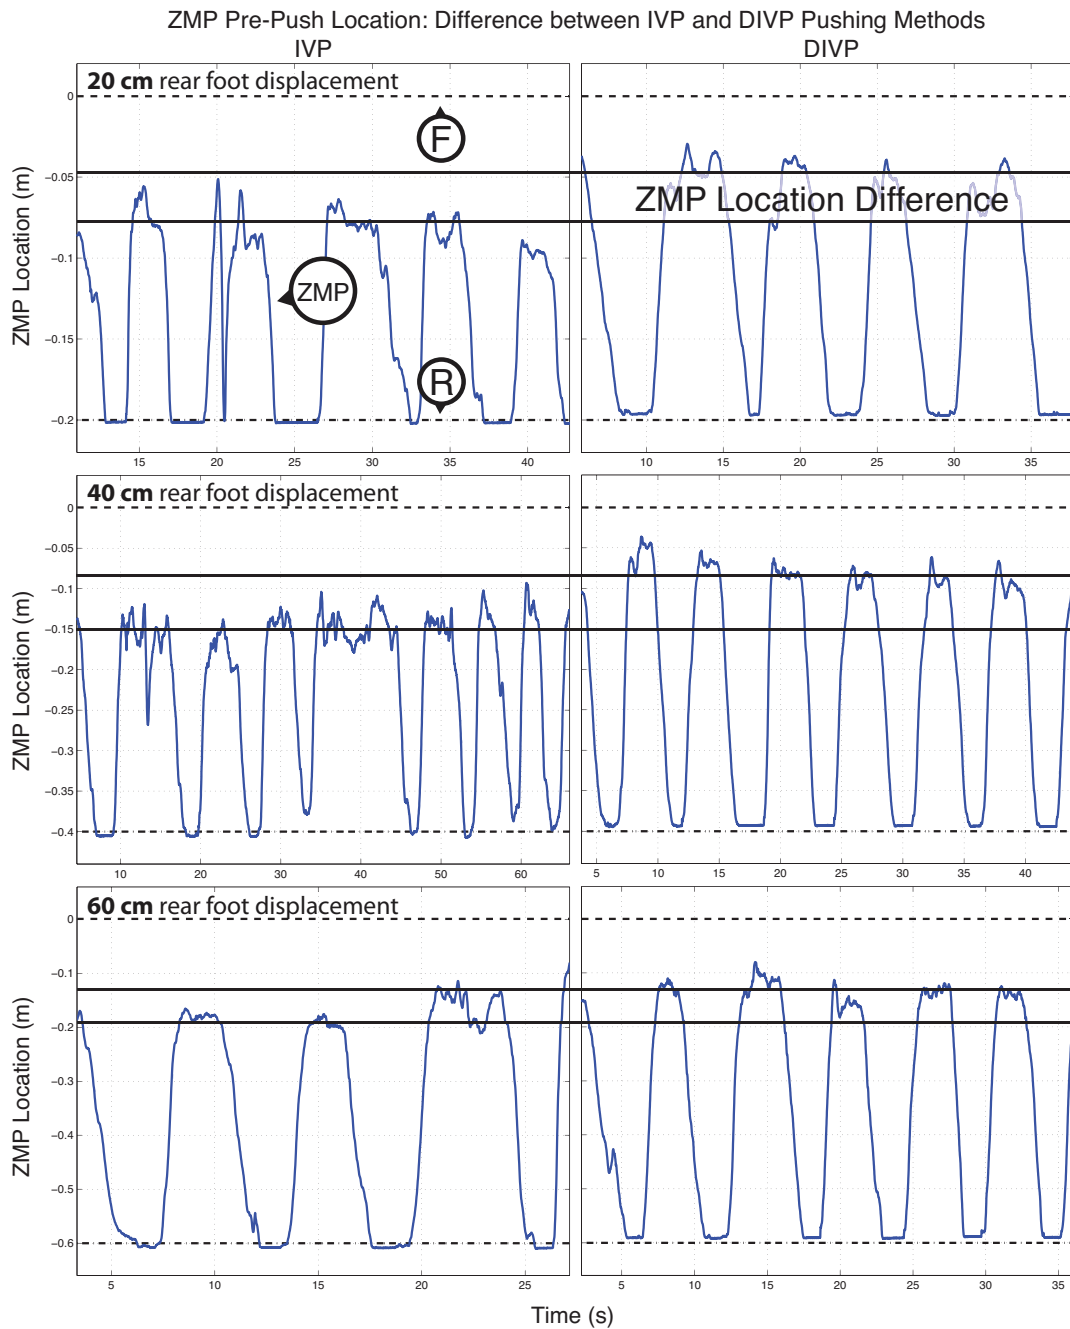 ZMP Pre-Push Location: Difference between IVP and DIVP Pushing Methods
IVP DIVP
20 cm rear foot displacement
0
−0.05
−0.1
−0.15
−0.2
ZMP Location (m)
F
ZMP
R
ZMP Location Difference
15 20 25 30 35 40
10 15 20 25 30 35
40 cm rear foot displacement
0
−0.05
−0.1
−0.15
−0.2
−0.25
−0.3
−0.35
−0.4
ZMP Location (m)
10 20 30 40 50 60
5 10 15 20 25 30 35 40
60 cm rear foot displacement
0
−0.1
−0.2
−0.3
−0.4
−0.5
−0.6
ZMP Location (m)
5 10 15 20 25
5 10 15 20 25 30 35
Time (s)